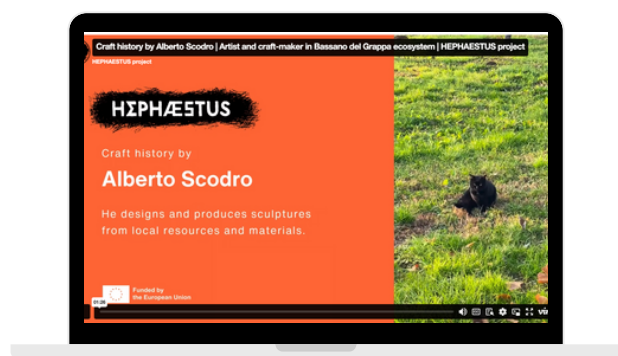 Craft history by Alberto Scodro | Artist and craft-maker in Bassano del Grappa ecosystem | HEPHAESTUS project
HEPHAESTUS project
HΣPHÆSTUS
Craft history by
Alberto Scodro
He designs and produces sculptures
from local resources and materials.
Funded by
the European Union
01:26